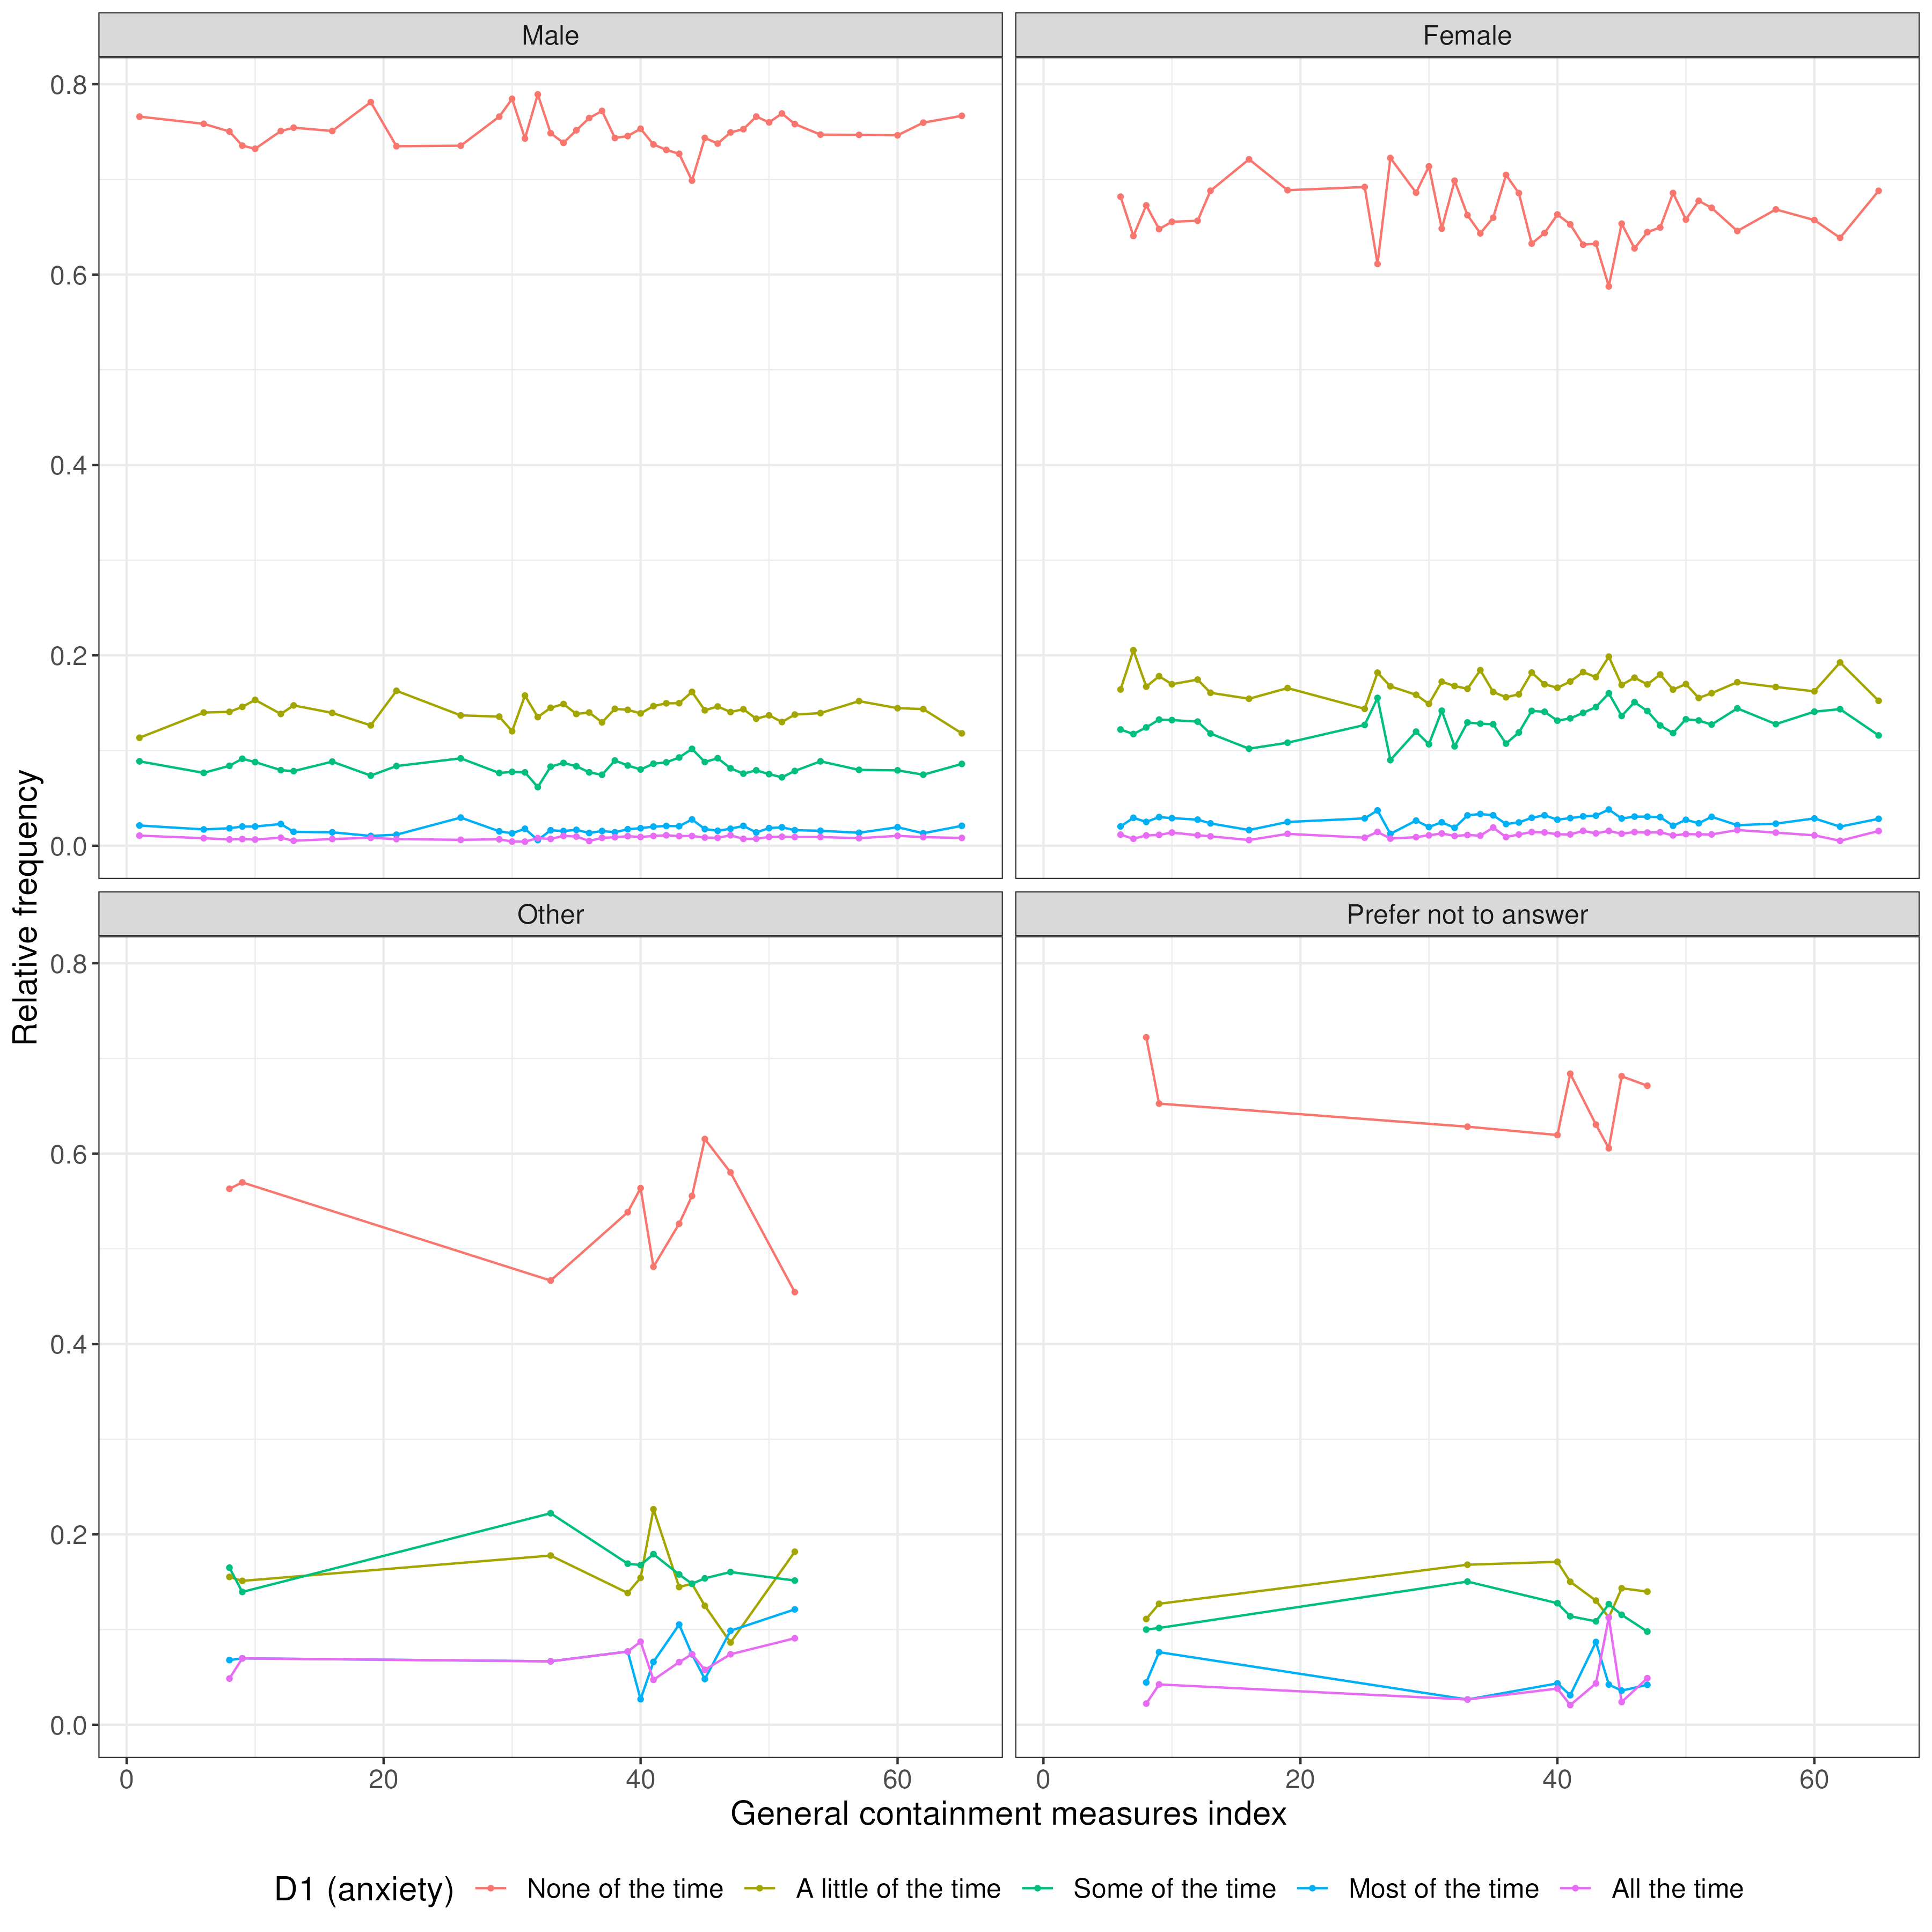 Male
Female
0.8
0.6
0.4
0.2
0.0
Other
Prefer not to answer
0.8
0.6
0.4
0.2
0.0
Relative frequency
0
20
40
60
0
20
40
60
General containment measures index
D1 (anxiety) None of the time A little of the time Some of the time Most of the time All the time